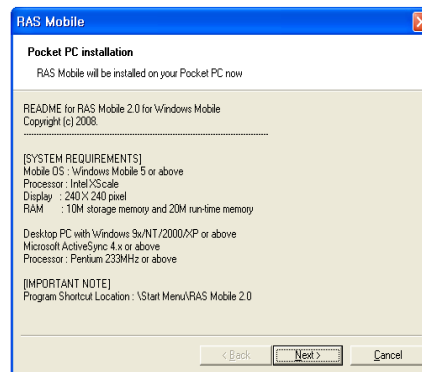 RAS Mobile
Pocket PC installation
RAS Mobile will be installed on your Pocket PC now
README for RAS Mobile 2.0 for Windows Mobile
Copyright (c) 2008.
--------------------------------------------------------------------------------
[SYSTEM REQUIREMENTS]
Mobile OS : Windows Mobile 5 or above
Processor : Intel XScale
Display : 240 X 240 pixel
RAM : 10M storage memory and 20M run-time memory
Desktop PC with Windows 9x/NT/2000/XP or above
Microsoft ActiveSync 4.x or above
Processor : Pentium 233MHz or above
[IMPORTANT NOTE]
Program Shortcut Location : \Start Menu\RAS Mobile 2.0
< Back Next > Cancel